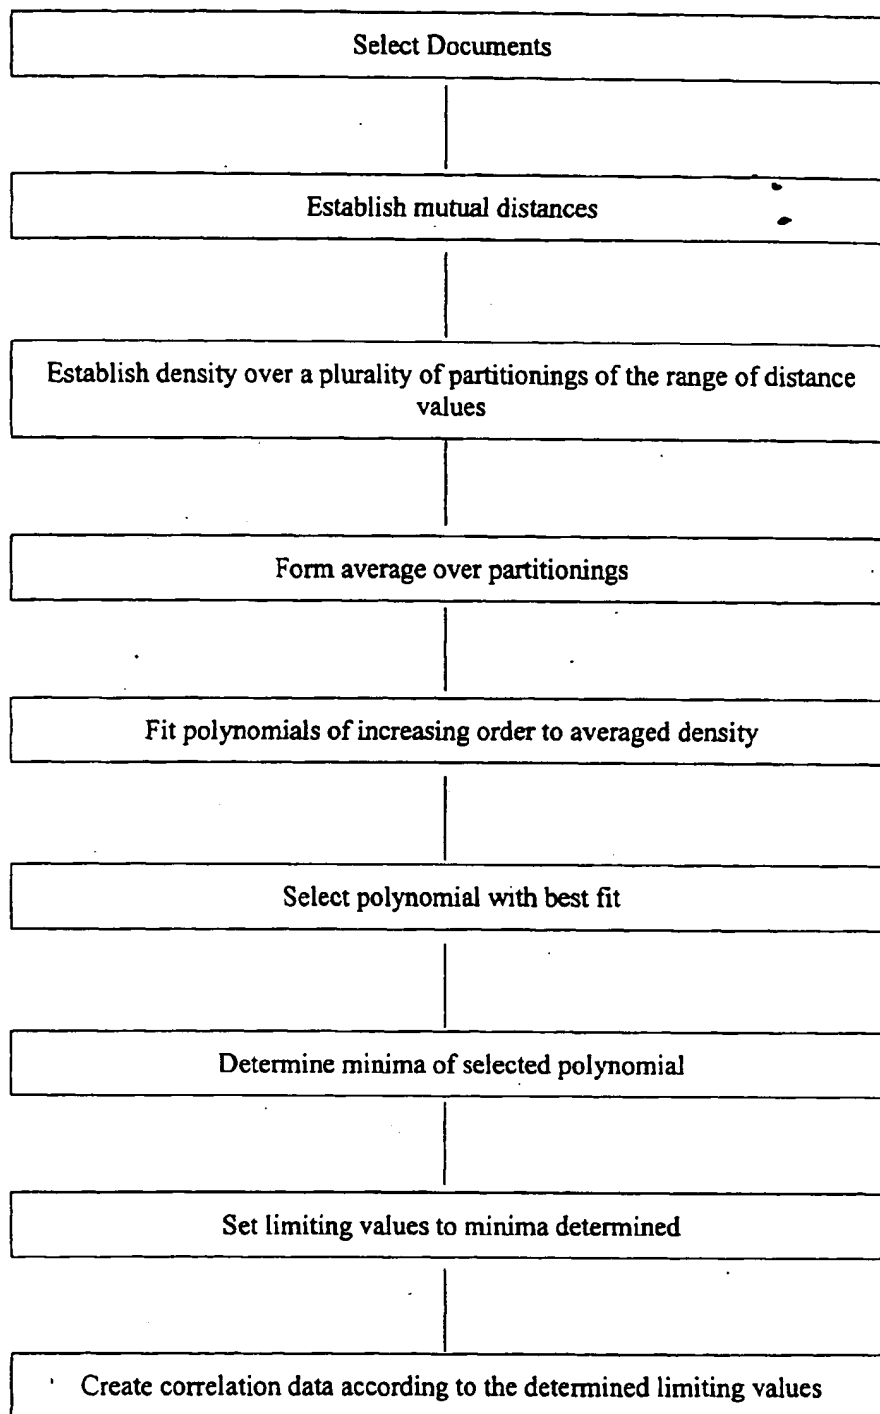 Select Documents
Establish mutual distances
Establish density over a plurality of partitionings of the range of distance
values
Form average over partitionings
Fit polynomials of increasing order to averaged density
Select polynomial with best fit
Determine minima of selected polynomial
Set limiting values to minima determined
Create correlation data according to the determined limiting values